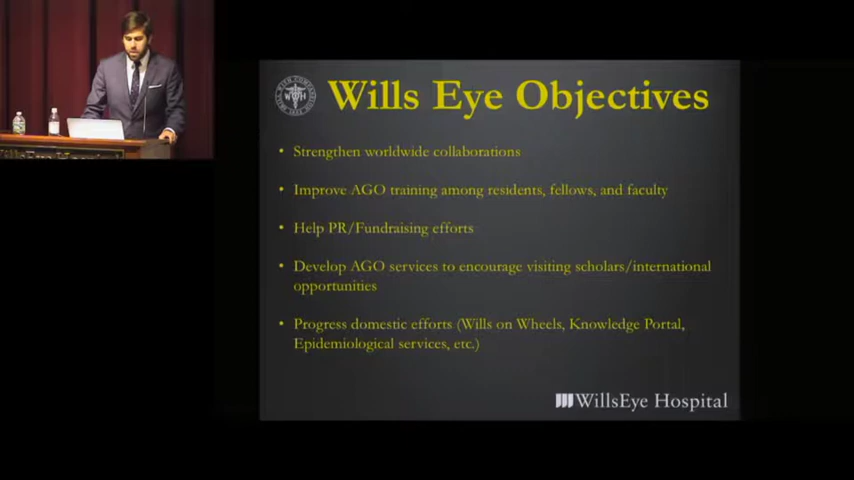 Wills Eye Objectives
• Strengthen worldwide collaborations
• Improve AGO training among residents, fellows, and faculty
• Help PR/Fundraising efforts
• Develop AGO services to encourage visiting scholars/international
opportunities
• Progress domestic efforts (Wills on Wheels, Knowledge Portal,
Epidemiological services, etc.)
WillsEye Hospital